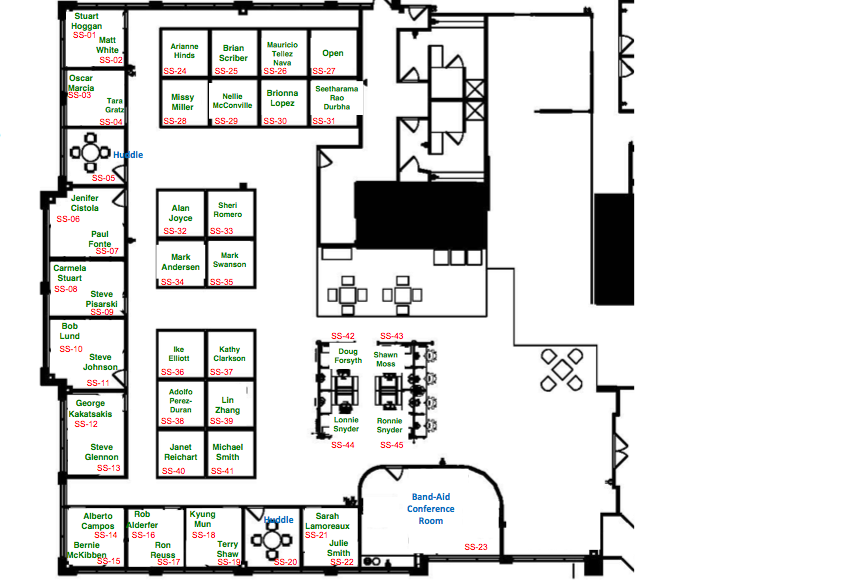 Stuart
Hoggan
SS-01
Matt
White
SS-02
Oscar
Marcia
SS-03
Tara
Gratz
SS-04
Huddle
SS-05
Jenifer
Cistola
SS-06
Paul
Fonte
SS-07
Carmela
Stuart
SS-08
Steve
Pisarski
SS-09
Bob
Lund
SS-10
Steve
Johnson
SS-11
George
Kakatsakis
SS-12
Steve
Glennon
SS-13
Alberto
Campos
SS-14
Bernie
McKibben
SS-15
Rob
Alderfer
SS-16
Ron
Reuss
SS-17
Kyung
Mun
SS-18
Terry
Shaw
SS-19
Huddle
SS-20
Sarah
Lamoreaux
SS-21
Julie
Smith
SS-22
Band-Aid
Conference
Room
SS-23
Arianne
Hinds
SS-24
Brian
Scriber
SS-25
Mauricio
Tellez
Nava
SS-26
Open
SS-27
Missy
Miller
SS-28
Nellie
McConville
SS-29
Brionna
Lopez
SS-30
Seetharama
Rao
Durbha
SS-31
Alan
Joyce
SS-32
Sheri
Romero
SS-33
Mark
Andersen
SS-34
Mark
Swanson
SS-35
Ike
Elliott
SS-36
Kathy
Clarkson
SS-37
Adolfo
Perez-
Duran
SS-38
Lin
Zhang
SS-39
Janet
Reichart
SS-40
Michael
Smith
SS-41
SS-42
Doug
Forsyth
SS-43
Shawn
Moss
Lonnie
Snyder
SS-44
Ronnie
Snyder
SS-45